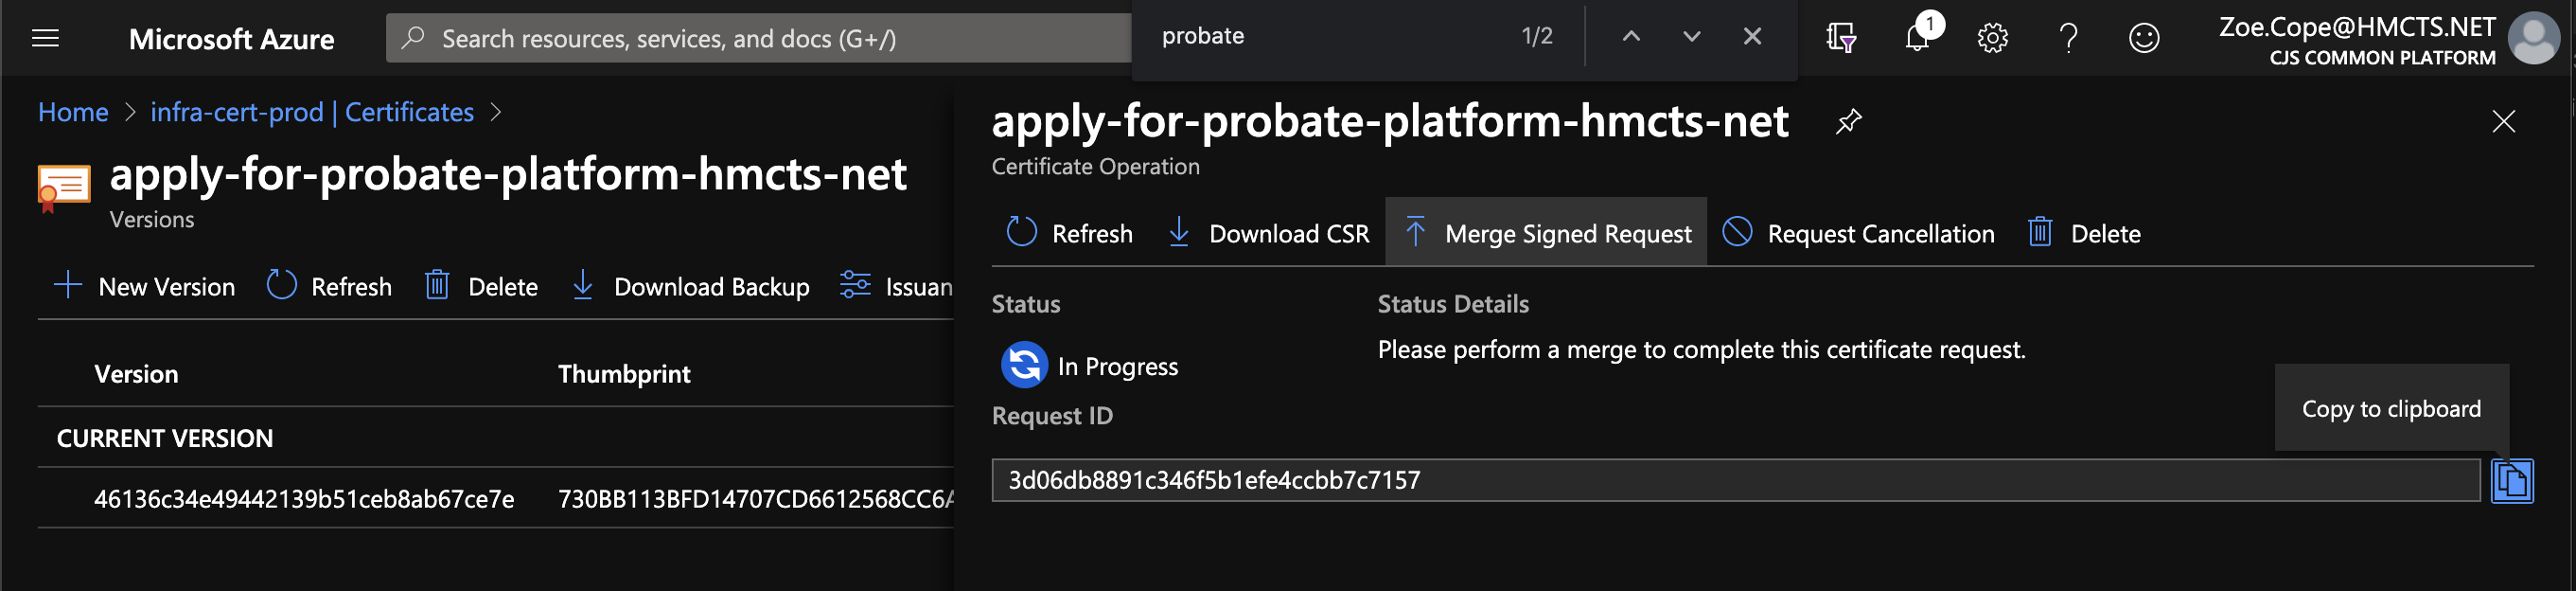 Microsoft Azure
Search resources, services, and docs (G+/)
probate
1/2
1
Zoe.Cope@HMCTS.NET
CJS COMMON PLATFORM
Home > infra-cert-prod | Certificates >
apply-for-probate-platform-hmcts-net
Versions
New Version Refresh Delete Download Backup Issuan
Version Thumbprint
CURRENT VERSION
46136c34e49442139b51ceb8ab67ce7e 730BB113BFD14707CD6612568CC6A
apply-for-probate-platform-hmcts-net
Certificate Operation
Refresh Download CSR Merge Signed Request Request Cancellation Delete
Status
In Progress
Status Details
Please perform a merge to complete this certificate request.
Copy to clipboard
Request ID
3d06db8891c346f5b1efe4ccbb7c7157